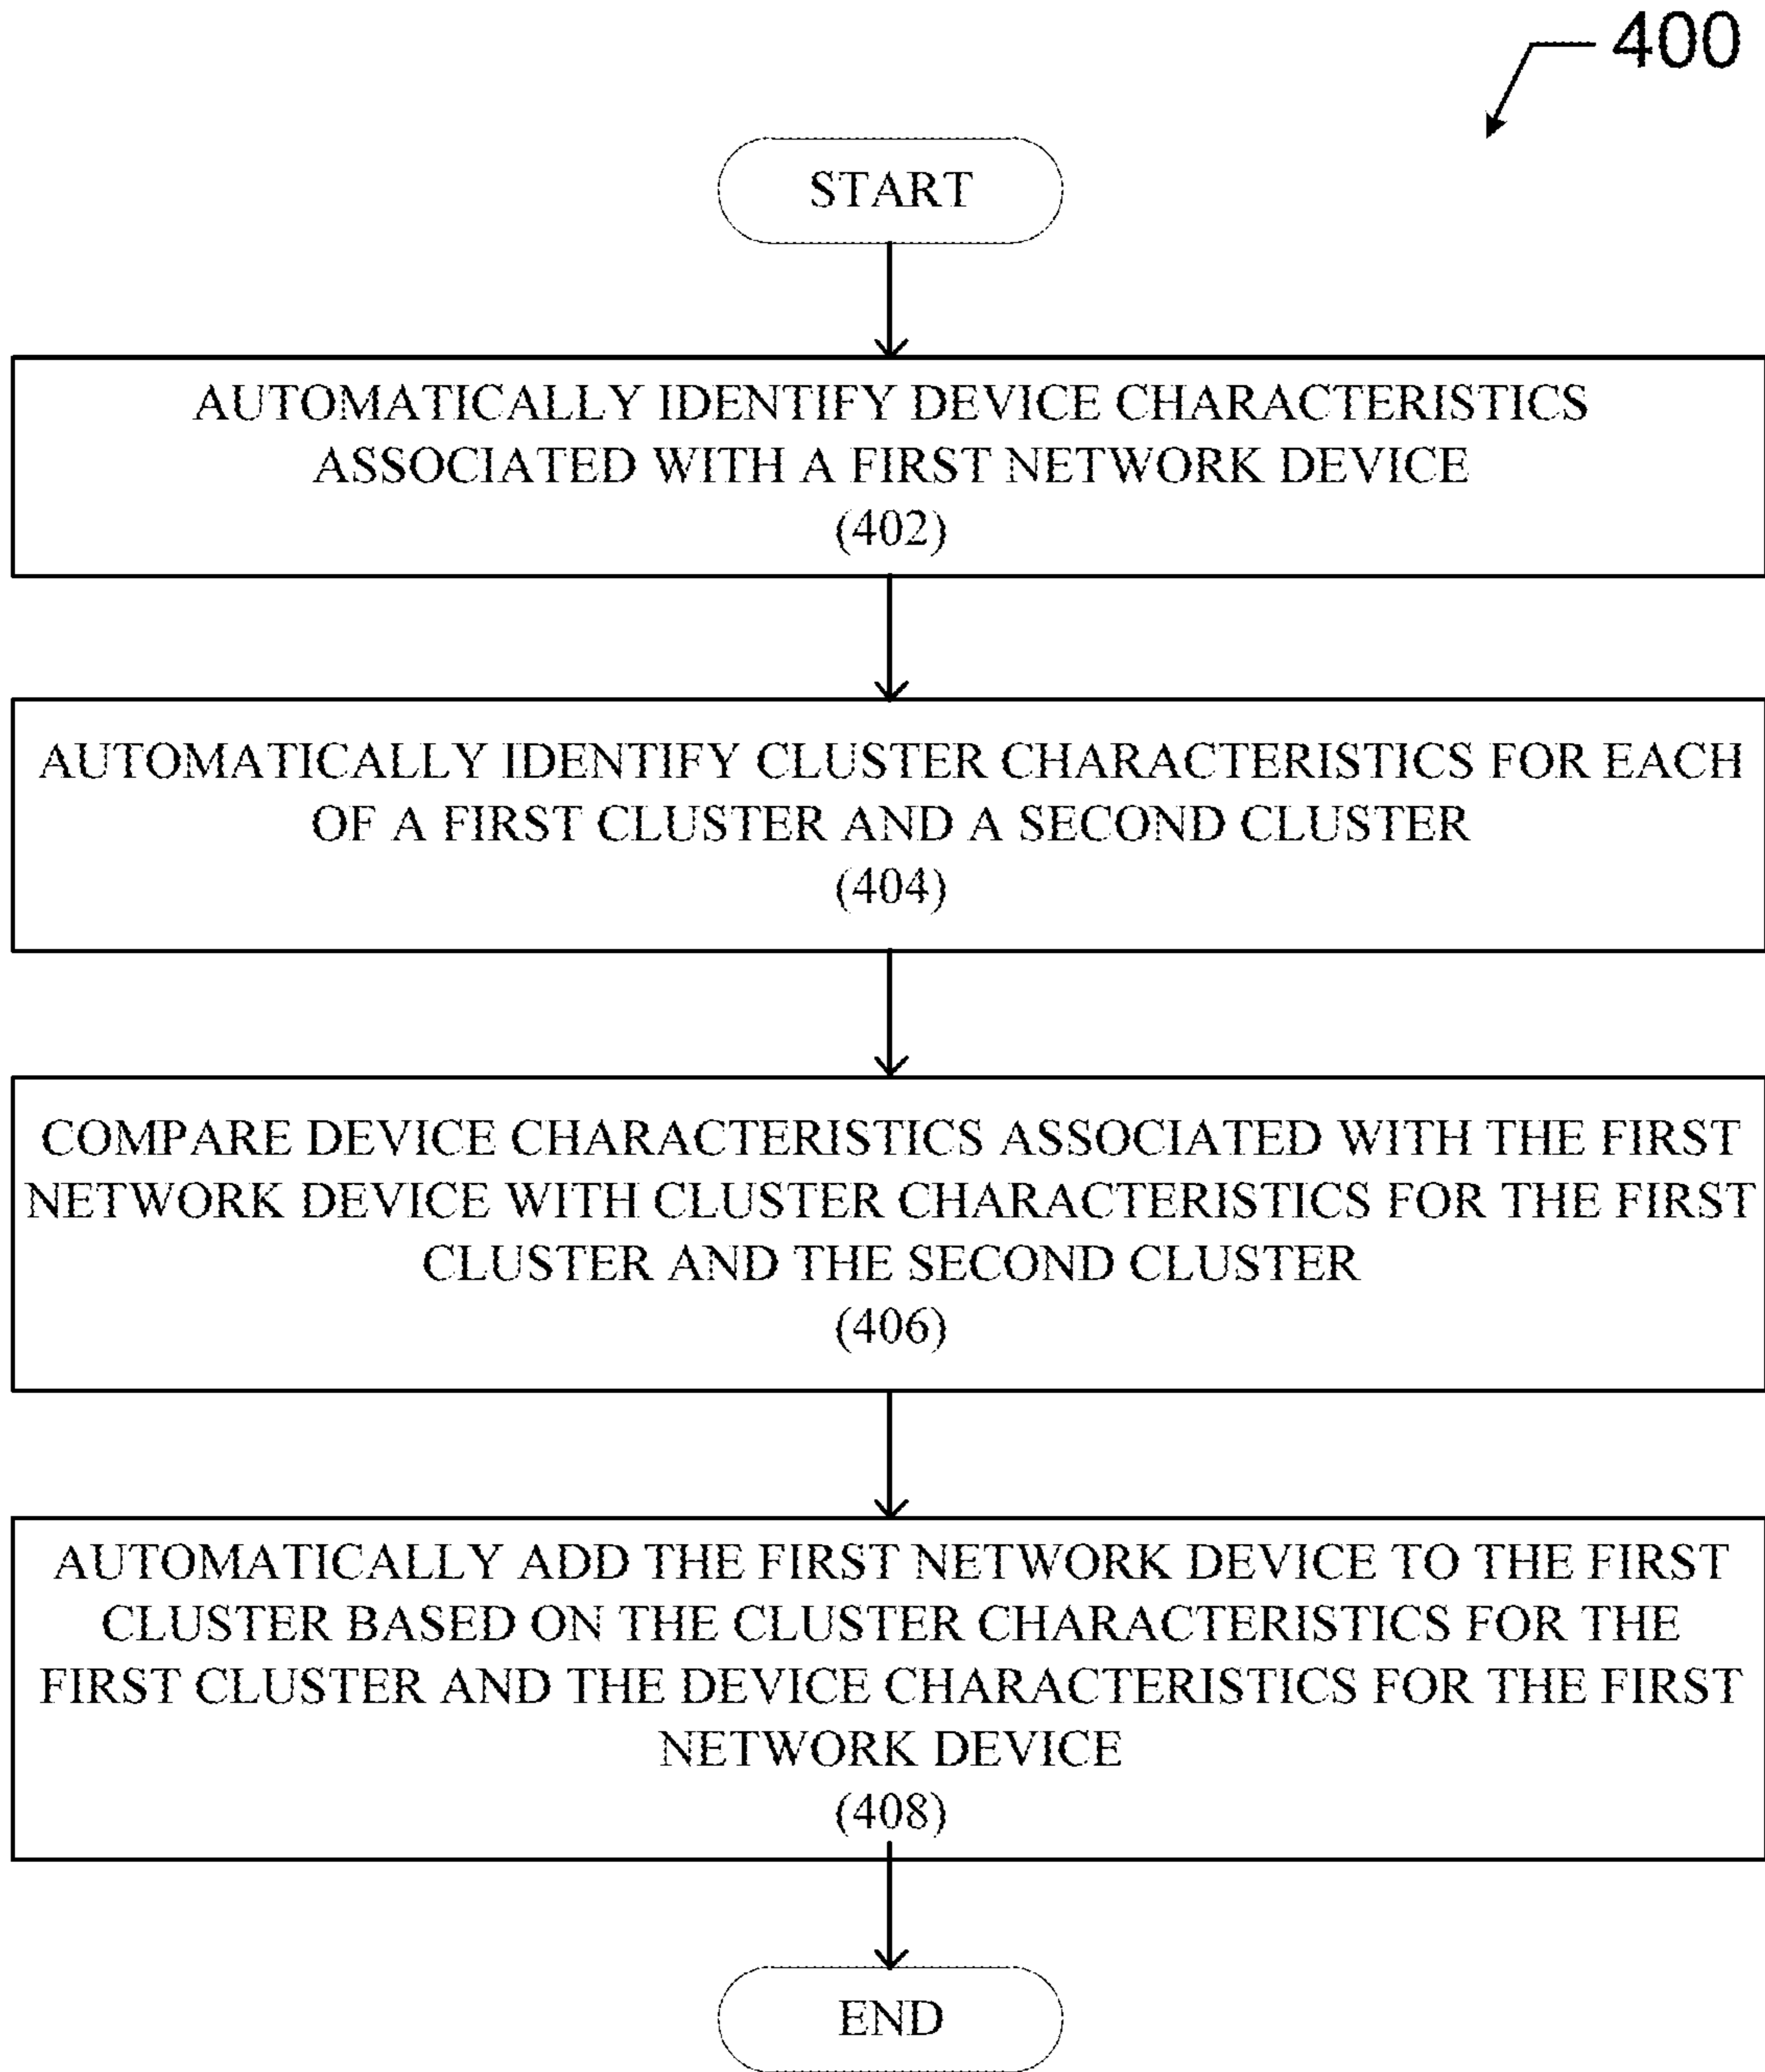 400
START
AUTOMATICALLY IDENTIFY DEVICE CHARACTERISTICS
ASSOCIATED WITH A FIRST NETWORK DEVICE
(402)
AUTOMATICALLY IDENTIFY CLUSTER CHARACTERISTICS FOR EACH
OF A FIRST CLUSTER AND A SECOND CLUSTER
(404)
COMPARE DEVICE CHARACTERISTICS ASSOCIATED WITH THE FIRST
NETWORK DEVICE WITH CLUSTER CHARACTERISTICS FOR THE FIRST
CLUSTER AND THE SECOND CLUSTER
(406)
AUTOMATICALLY ADD THE FIRST NETWORK DEVICE TO THE FIRST
CLUSTER BASED ON THE CLUSTER CHARACTERISTICS FOR THE
FIRST CLUSTER AND THE DEVICE CHARACTERISTICS FOR THE FIRST
NETWORK DEVICE
(408)
END